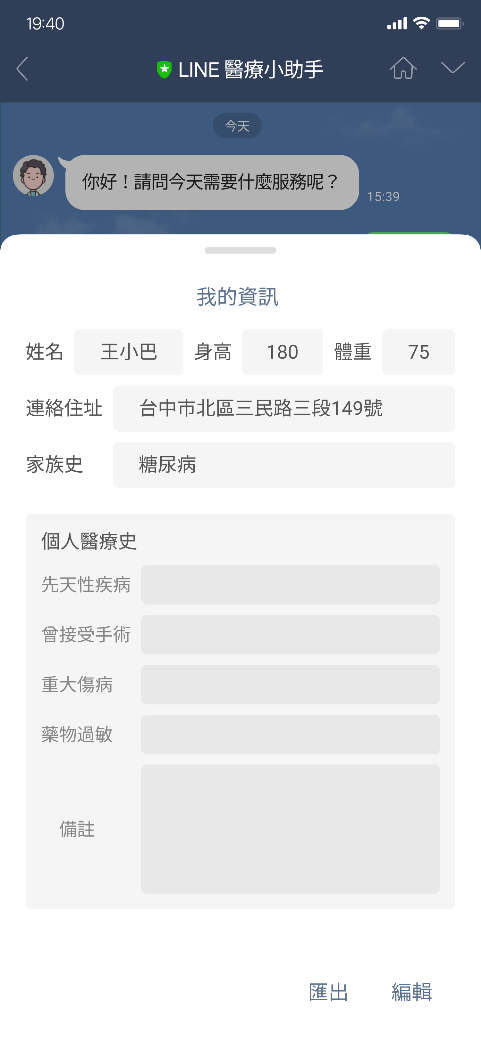 19:40
LINE 醫療小助手
今天
你好！請問今天需要什麼服務呢？
15:39
我的資訊
姓名 王小巴 身高 180 體重 75
連絡住址 台中市北區三民路三段149號
家族史 糖尿病
個人醫療史
先天性疾病
曾接受手術
重大傷病
藥物過敏
備註
匯出 編輯